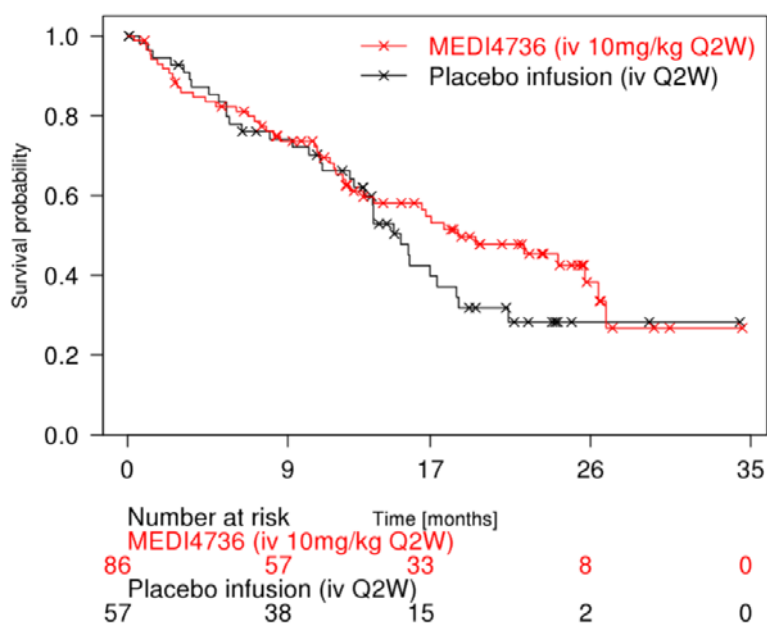 1.0
0.8
0.6
0.4
0.2
0.0
Survival probability
MEDI4736 (iv 10mg/kg Q2W)
Placebo infusion (iv Q2W)
0 9 17 26 35
Number at risk Time [months]
MEDI4736 (iv 10mg/kg Q2W)
86 57 33 8 0
Placebo infusion (iv Q2W)
57 38 15 2 0